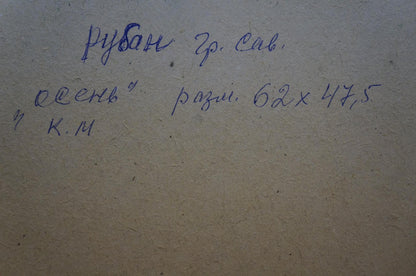 Рубан гр. Сав.
„осень" разм. 62 x 47,5
К.М